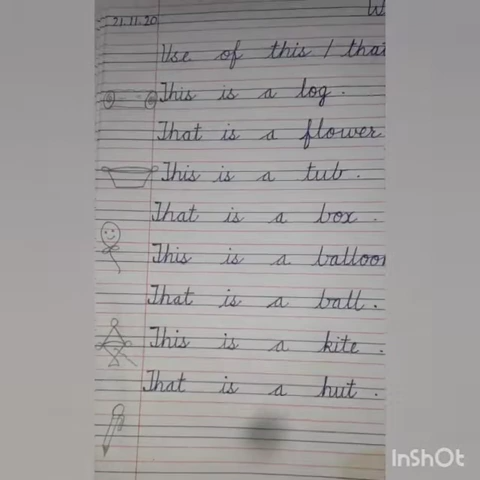 21.11.20 W
Use of this / that
This is a log.
That is a flower
This is a tub.
That is a box.
This is a balloon
That is a ball.
This is a kite.
That is a hut.
InShOt